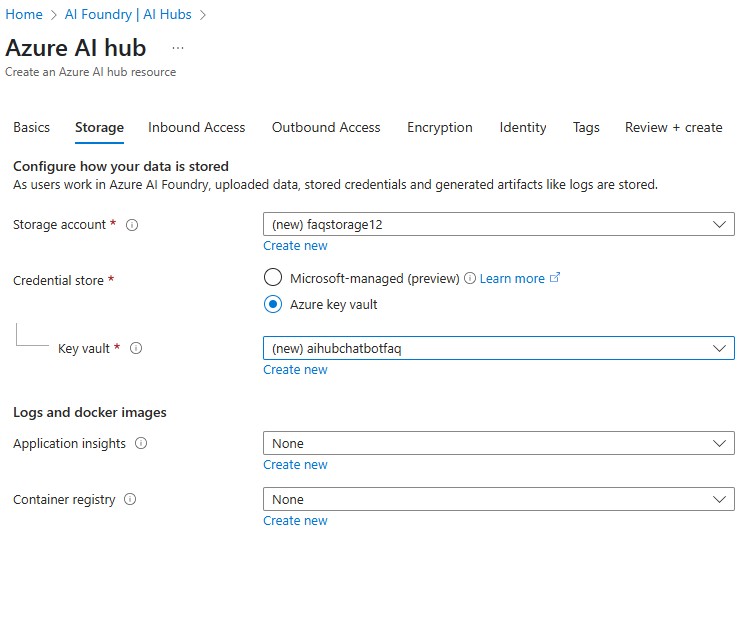 Home > AI Foundry | AI Hubs >
Azure AI hub ...
Create an Azure AI hub resource
Basics Storage Inbound Access Outbound Access Encryption Identity Tags Review + create
Configure how your data is stored
As users work in Azure AI Foundry, uploaded data, stored credentials and generated artifacts like logs are stored.
Storage account * (new) faqstorage12
Create new
Credential store * Microsoft-managed (preview) Learn more
Azure key vault
Key vault * (new) aihubchatbotfaq
Create new
Logs and docker images
Application insights None
Create new
Container registry None
Create new